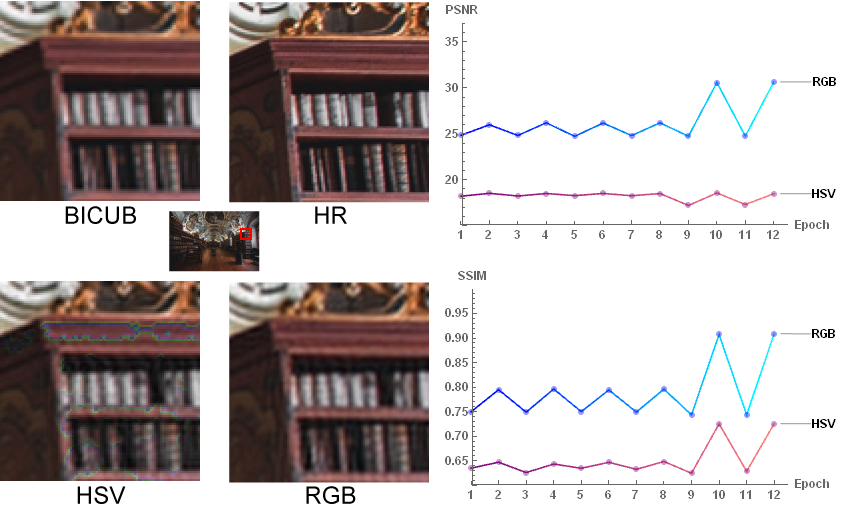 BICUB
HR
HSV
RGB
PSNR
35
30
25
20
RGB
HSV
1 2 3 4 5 6 7 8 9 10 11 12
Epoch
SSIM
0.95
0.90
0.85
0.80
0.75
0.70
0.65
RGB
HSV
1 2 3 4 5 6 7 8 9 10 11 12
Epoch